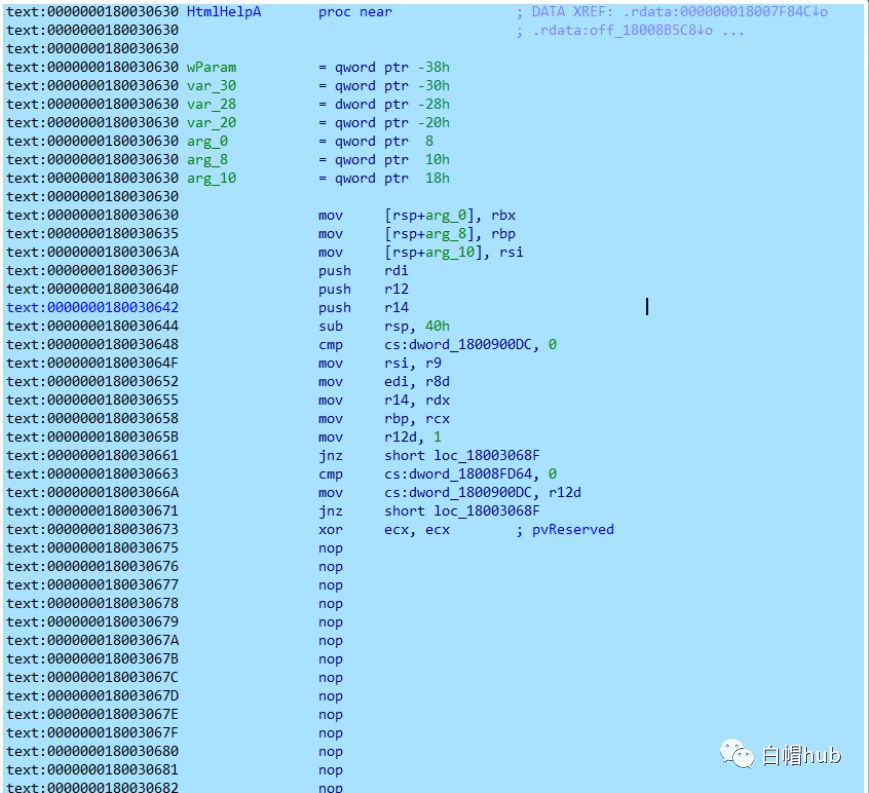 text:0000000180030630 HtmlHelpA       proc near               ; DATA XREF: .rdata:000000018007F84C↓o
text:0000000180030630                                         ; .rdata:off_18008B5C8↓o ...
text:0000000180030630
text:0000000180030630 wParam          = qword ptr -38h
text:0000000180030630 var_30          = qword ptr -30h
text:0000000180030630 var_28          = dword ptr -28h
text:0000000180030630 var_20          = qword ptr -20h
text:0000000180030630 arg_0           = qword ptr  8
text:0000000180030630 arg_8           = qword ptr  10h
text:0000000180030630 arg_10          = qword ptr  18h
text:0000000180030630
text:0000000180030630                 mov     [rsp+arg_0], rbx
text:0000000180030635                 mov     [rsp+arg_8], rbp
text:000000018003063A                 mov     [rsp+arg_10], rsi
text:000000018003063F                 push    rdi
text:0000000180030640                 push    r12
text:0000000180030642                 push    r14
text:0000000180030644                 sub     rsp, 40h
text:0000000180030648                 cmp     cs:dword_1800900DC, 0
text:000000018003064F                 mov     rsi, r9
text:0000000180030652                 mov     edi, r8d
text:0000000180030655                 mov     r14, rdx
text:0000000180030658                 mov     rbp, rcx
text:000000018003065B                 mov     r12d, 1
text:0000000180030661                 jnz     short loc_18003068F
text:0000000180030663                 cmp     cs:dword_18008FD64, 0
text:000000018003066A                 mov     cs:dword_1800900DC, r12d
text:0000000180030671                 jnz     short loc_18003068F
text:0000000180030673                 xor     ecx, ecx        ; pvReserved
text:0000000180030675                 nop
text:0000000180030676                 nop
text:0000000180030677                 nop
text:0000000180030678                 nop
text:0000000180030679                 nop
text:000000018003067A                 nop
text:000000018003067B                 nop
text:000000018003067C                 nop
text:000000018003067D                 nop
text:000000018003067E                 nop
text:000000018003067F                 nop
text:0000000180030680                 nop
text:0000000180030681                 nop
text:0000000180030682                 nop
白帽hub